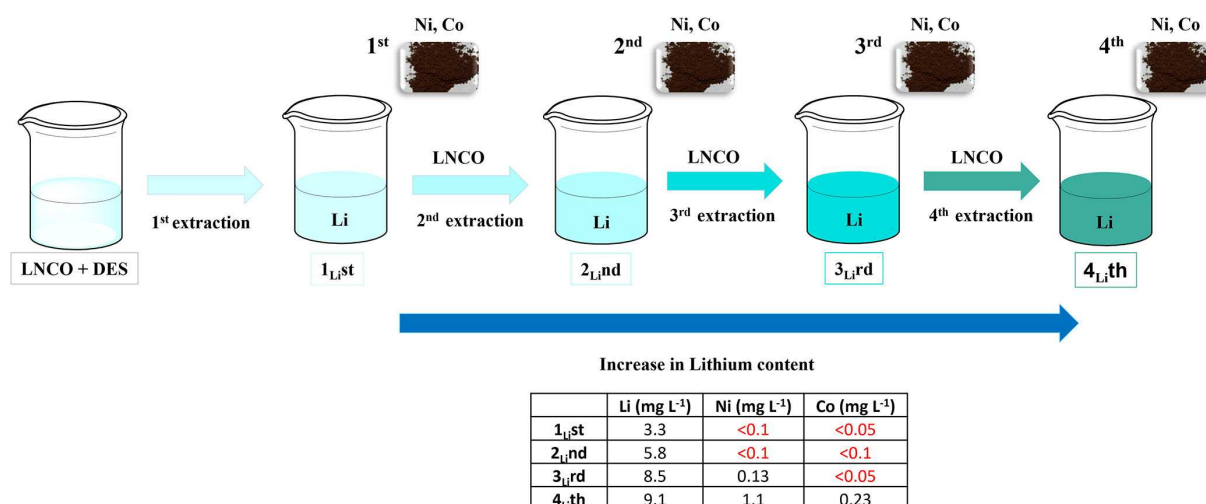 Ni, Co
Ni, Co
Ni, Co
Ni, Co
1st
2nd
3rd
4th
LNCO
LNCO
LNCO
1st extraction
Li
2nd extraction
Li
3rd extraction
Li
4th extraction
Li
LNCO + DES
1List
2Lind
3Lird
4Lith
Increase in Lithium content
Li (mg L-1) Ni (mg L-1) Co (mg L-1)
1List 3.3 <0.1 <0.05
2Lind 5.8 <0.1 <0.1
3Lird 8.5 0.13 <0.05
4Lith 9.1 1.1 0.23